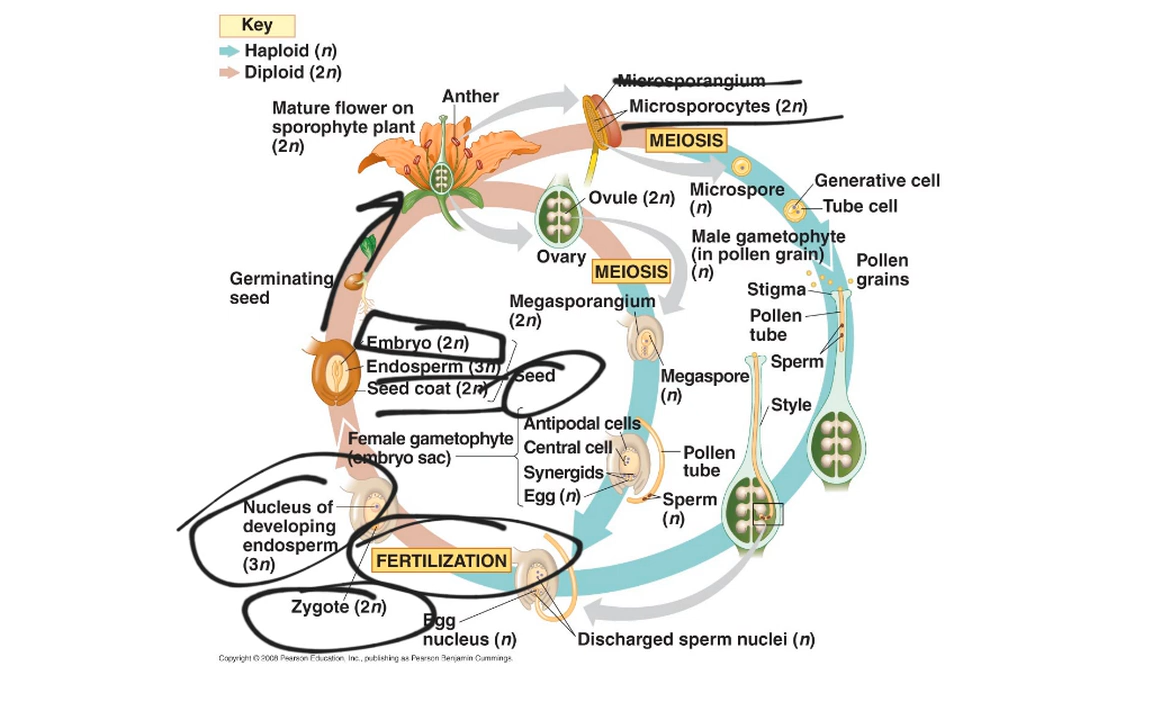 Key
Haploid (n)
Diploid (2n)
Mature flower on
sporophyte plant
(2n)
Anther
Microsporangium
Microsporocytes (2n)
MEIOSIS
Microspore
(n)
Generative cell
Tube cell
Male gametophyte
(in pollen grain)
(n)
Pollen
grains
Stigma
Pollen
tube
Sperm
Style
Ovule (2n)
Ovary
MEIOSIS
Megasporangium
(2n)
Megaspore
(n)
Germinating
seed
Embryo (2n)
Endosperm (3n)
Seed coat (2n)
Seed
Female gametophyte
(embryo sac)
Antipodal cells
Central cell
Synergids
Egg (n)
Pollen
tube
Sperm
(n)
Nucleus of
developing
endosperm
(3n)
FERTILIZATION
Zygote (2n)
Egg
nucleus (n)
Discharged sperm nuclei (n)
Copyright © 2008 Pearson Education, Inc., publishing as Pearson Benjamin Cummings.